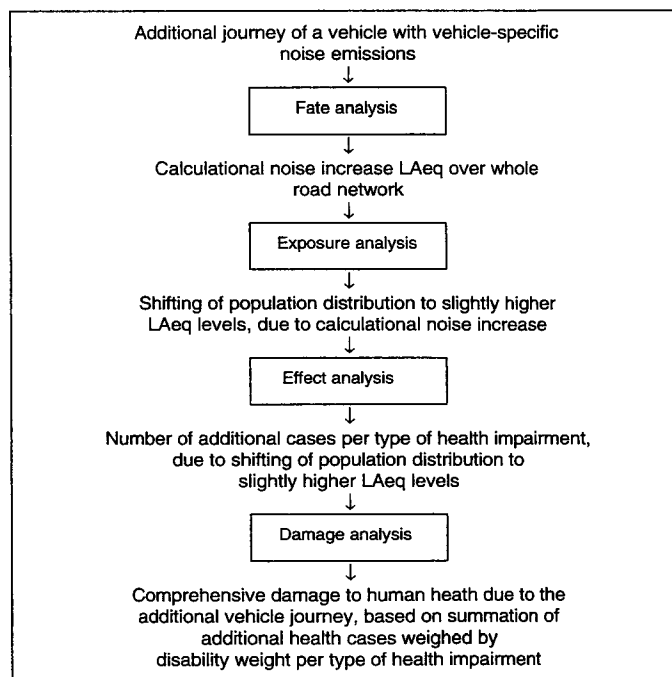 Additional journey of a vehicle with vehicle-specific
noise emissions
↓
Fate analysis
↓
Calculational noise increase LAeq over whole
road network
↓
Exposure analysis
↓
Shifting of population distribution to slightly higher
LAeq levels, due to calculational noise increase
↓
Effect analysis
↓
Number of additional cases per type of health impairment,
due to shifting of population distribution to
slightly higher LAeq levels
↓
Damage analysis
↓
Comprehensive damage to human heath due to the
additional vehicle journey, based on summation of
additional health cases weighed by
disability weight per type of health impairment